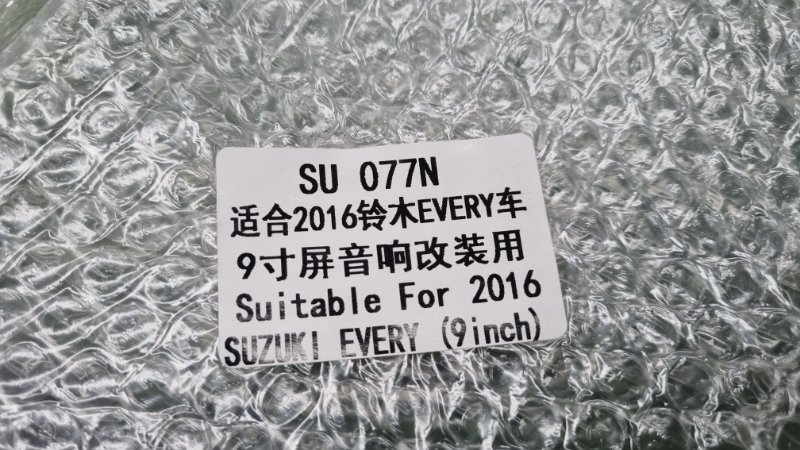 SU 077N
适合2016铃木EVERY车
9寸屏音响改装用
Suitable For 2016
SUZUKI EVERY (9inch)